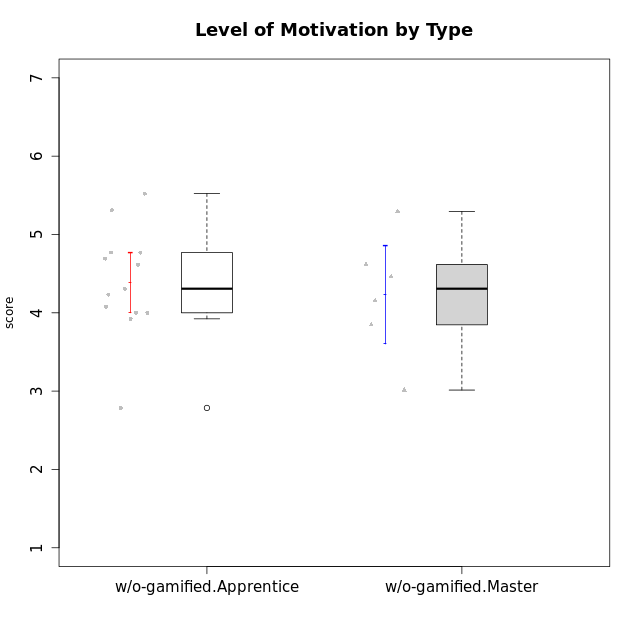 Level of Motivation by Type
7
6
5
4
3
2
1
score
w/o-gamified.Apprentice
w/o-gamified.Master